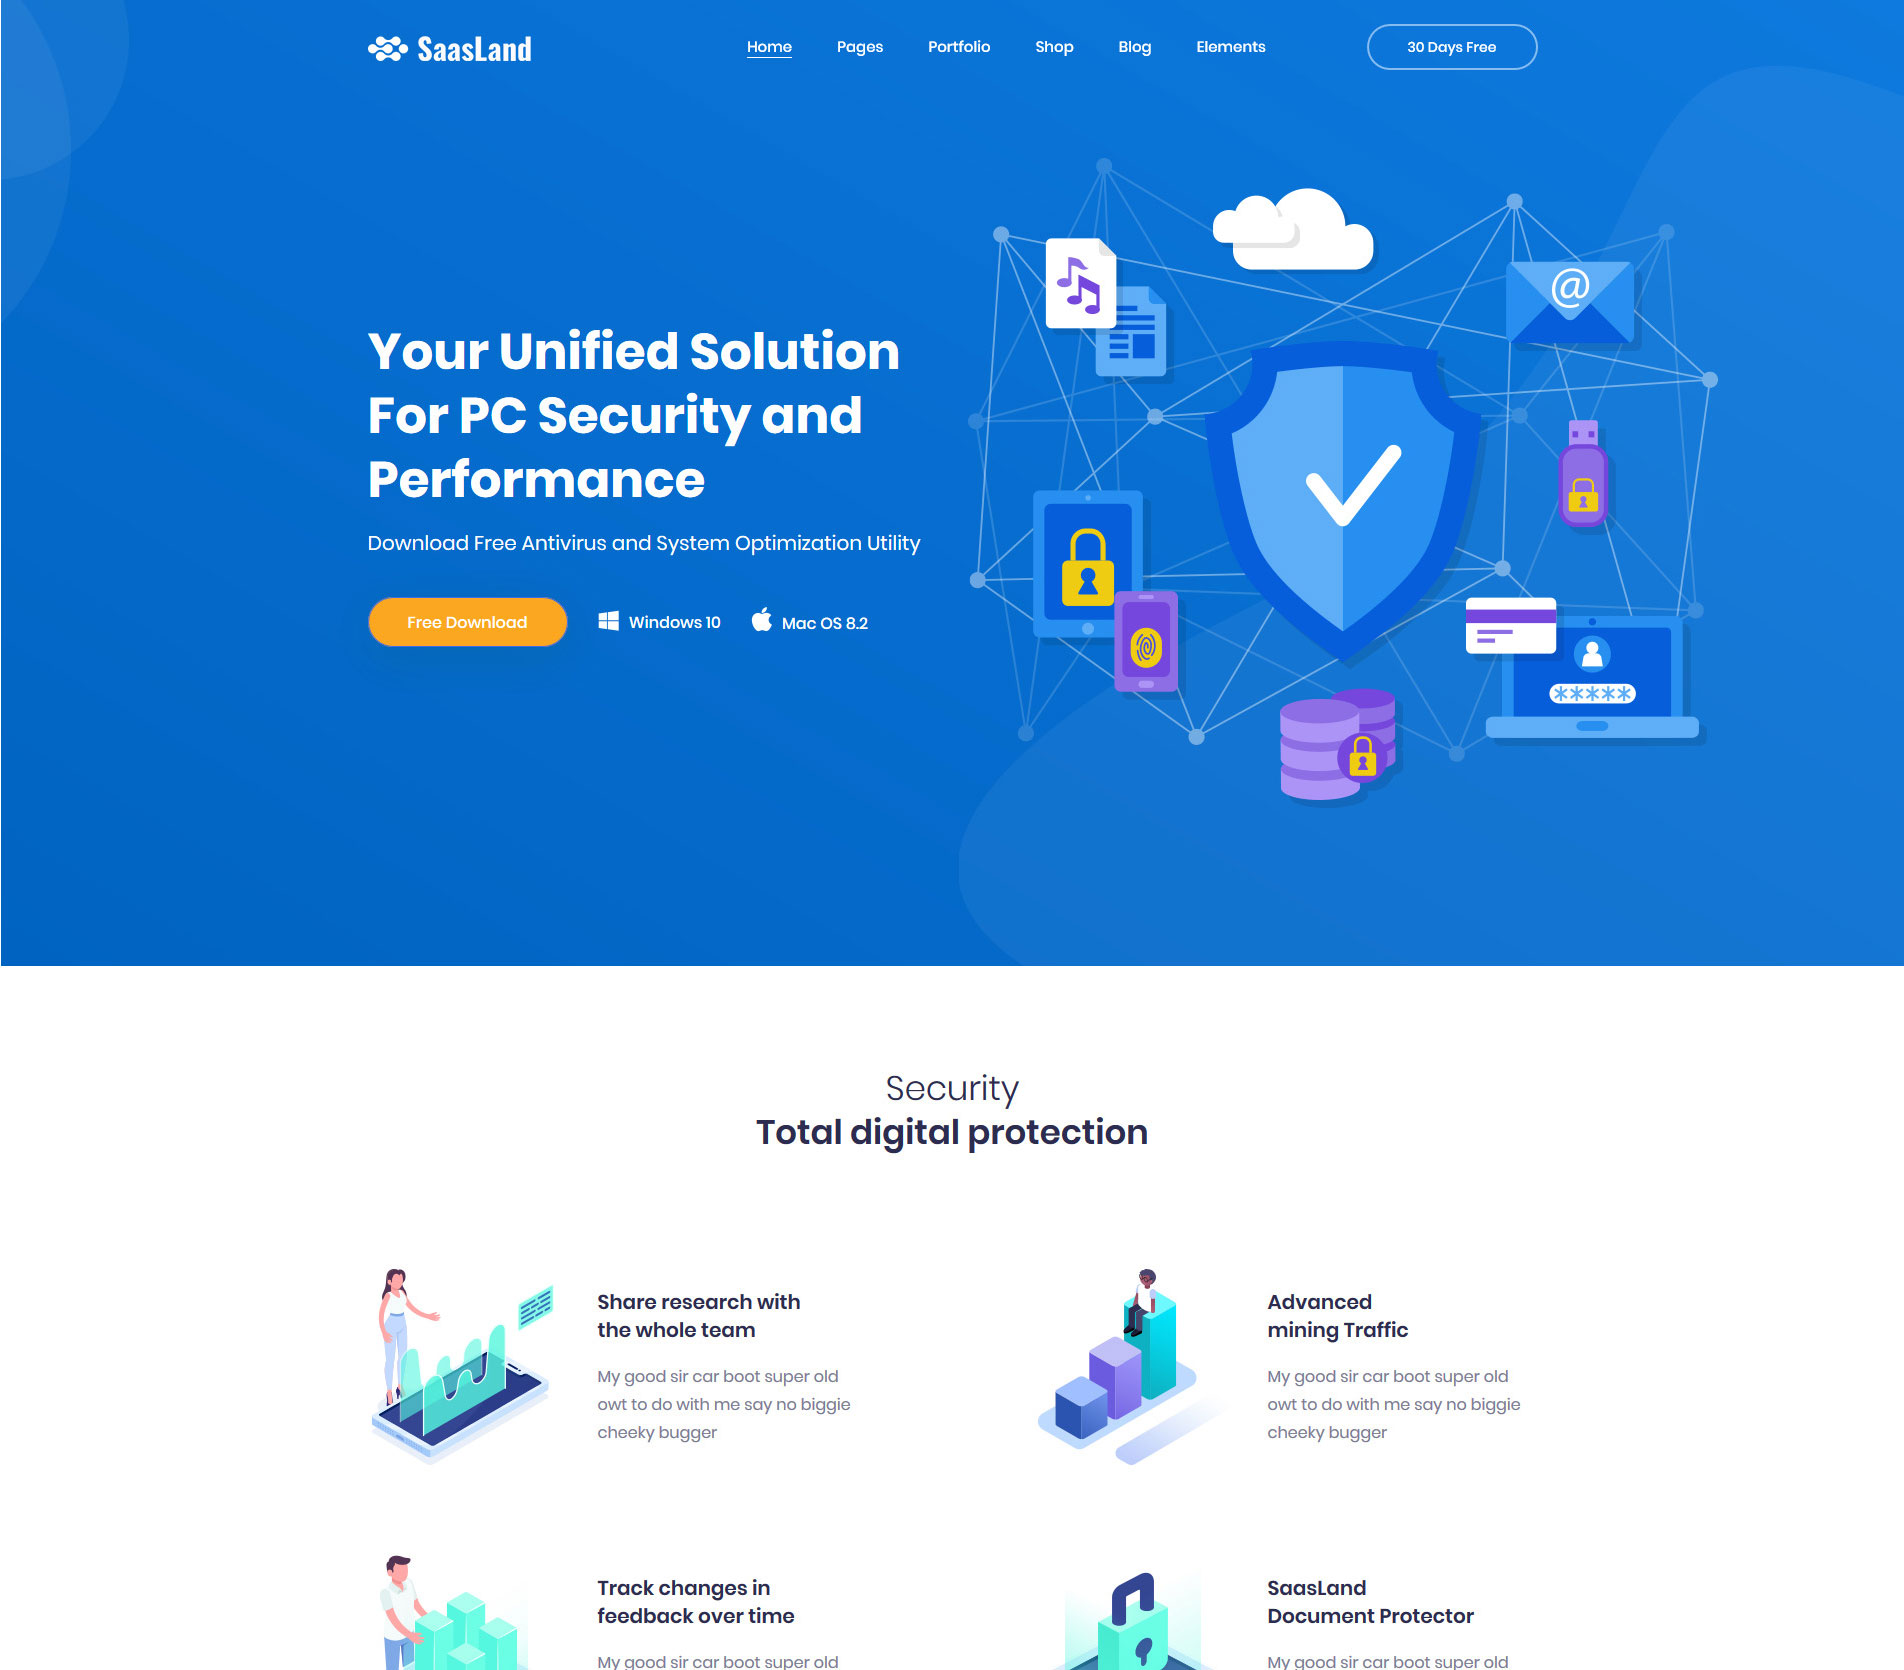 SaasLand
Home Pages Portfolio Shop Blog Elements
30 Days Free
Your Unified Solution
For PC Security and
Performance
Download Free Antivirus and System Optimization Utility
Free Download
Windows 10
Mac OS 8.2
@
*****
Security
Total digital protection
Share research with
the whole team
My good sir car boot super old
owt to do with me say no biggie
cheeky bugger
Advanced
mining Traffic
My good sir car boot super old
owt to do with me say no biggie
cheeky bugger
Track changes in
feedback over time
My good sir car boot super old
SaasLand
Document Protector
My good sir car boot super old